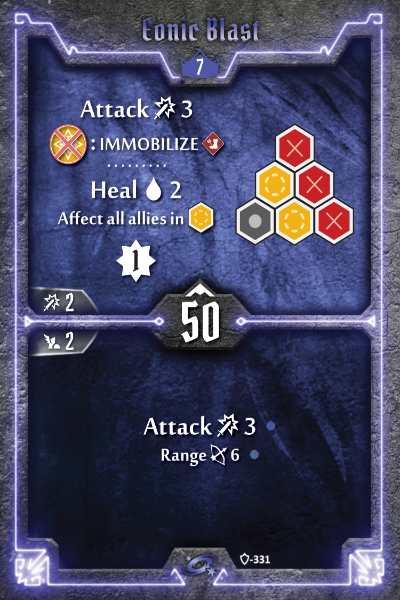 Conic Blast
7
Attack 3
: IMMOBILIZE
Heal 2
Affect all allies in
1
2
50
2
Attack 3
Range 6
-331